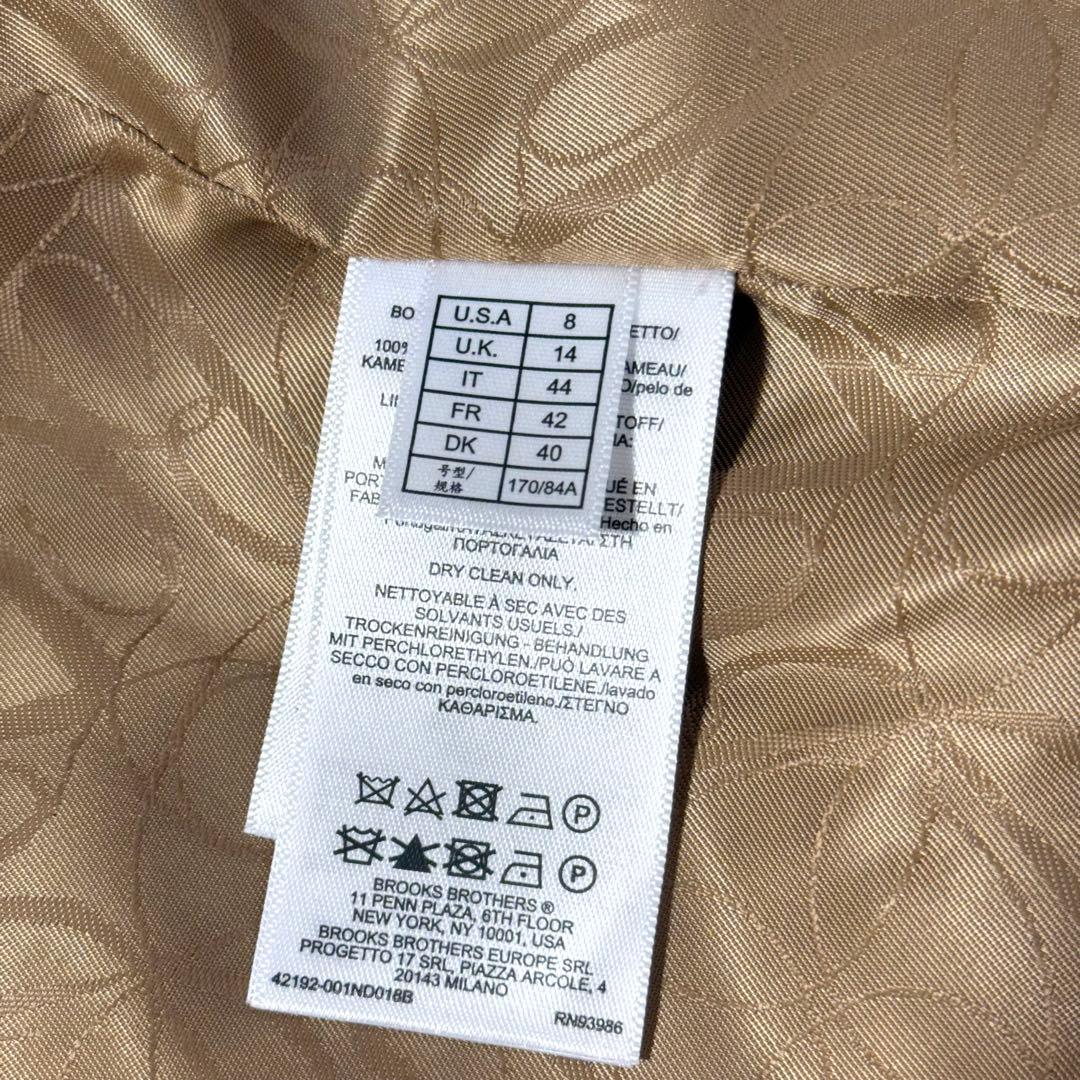 U.S.A 8
U.K. 14
IT 44
FR 42
DK 40
号型/ 170/84A
规格
BO ETTO/
100%
KAME AMEAU/
O/pelo de
LI TOFF/
IA:
M
PORT UÉ EN
FAB ESTELLT/
Hecho en
ΠΟΡΤΟΓΑΛΙΑ
DRY CLEAN ONLY.
NETTOYABLE À SEC AVEC DES
SOLVANTS USUELS./
TROCKENREINIGUNG - BEHANDLUNG
MIT PERCHLORETHYLEN./PUÒ LAVARE A
SECCO CON PERCLOROETILENE./lavado
en seco con percloroetileno./ΣΤΕΓΝΟ
ΚΑΘΑΡΙΣΜΑ.
P
P
BROOKS BROTHERS ®
11 PENN PLAZA, 6TH FLOOR
NEW YORK, NY 10001, USA
BROOKS BROTHERS EUROPE SRL
PROGETTO 17 SRL, PIAZZA ARCOLE, 4
20143 MILANO
42192-001ND018B
RN93986